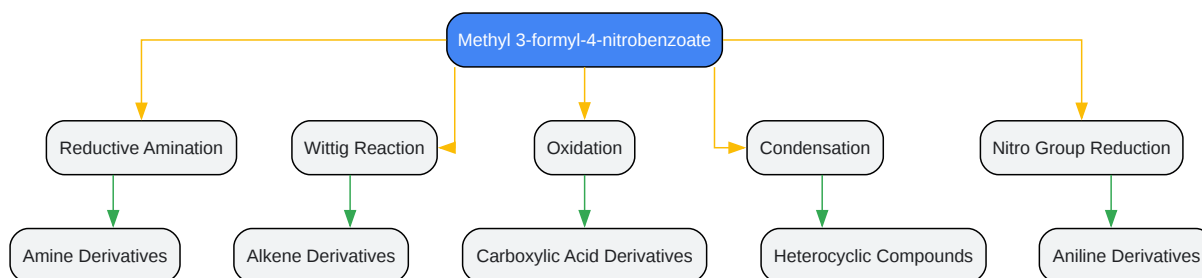 Methyl 3-formyl-4-nitrobenzoate
Reductive Amination
Wittig Reaction
Oxidation
Condensation
Nitro Group Reduction
Amine Derivatives
Alkene Derivatives
Carboxylic Acid Derivatives
Heterocyclic Compounds
Aniline Derivatives